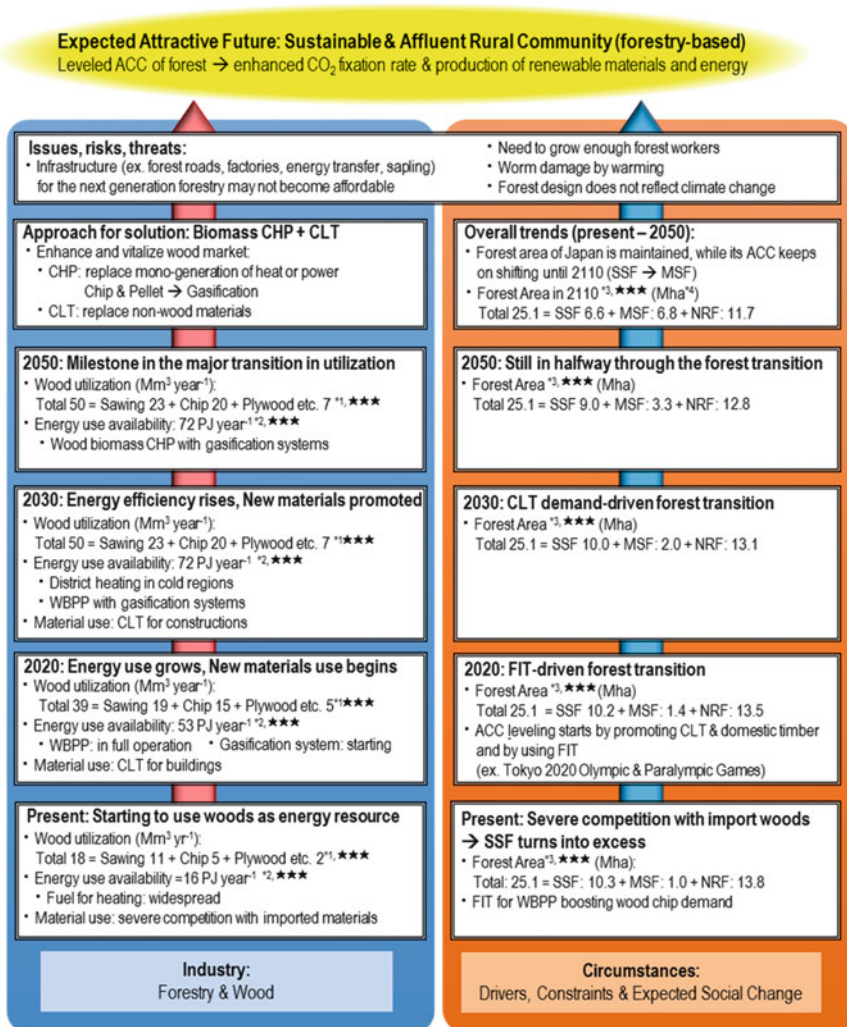 Expected Attractive Future: Sustainable & Affluent Rural Community (forestry-based)
Leveled ACC of forest → enhanced CO₂ fixation rate & production of renewable materials and energy
Issues, risks, threats:
• Infrastructure (ex. forest roads, factories, energy transfer, sapling)
for the next generation forestry may not become affordable
• Need to grow enough forest workers
• Worm damage by warming
• Forest design does not reflect climate change
Approach for solution: Biomass CHP + CLT
• Enhance and vitalize wood market:
• CHP: replace mono-generation of heat or power
Chip & Pellet → Gasification
• CLT: replace non-wood materials
Overall trends (present – 2050):
• Forest area of Japan is maintained, while its ACC keeps
on shifting until 2110 (SSF → MSF)
• Forest Area in 2110 *3, ★★★ (Mha*4)
Total 25.1 = SSF 6.6 + MSF: 6.8 + NRF: 11.7
2050: Milestone in the major transition in utilization
• Wood utilization (Mm³ year⁻¹):
Total 50 = Sawing 23 + Chip 20 + Plywood etc. 7 *1, ★★★
• Energy use availability: 72 PJ year⁻¹ *2, ★★★
• Wood biomass CHP with gasification systems
2050: Still in halfway through the forest transition
• Forest Area *3, ★★★ (Mha)
Total 25.1 = SSF 9.0 + MSF: 3.3 + NRF: 12.8
2030: Energy efficiency rises, New materials promoted
• Wood utilization (Mm³ year⁻¹):
Total 50 = Sawing 23 + Chip 20 + Plywood etc. 7 *1★★★
• Energy use availability: 72 PJ year⁻¹ *2, ★★★
• District heating in cold regions
• WBPP with gasification systems
• Material use: CLT for constructions
2030: CLT demand-driven forest transition
• Forest Area *3, ★★★ (Mha)
Total 25.1 = SSF 10.0 + MSF: 2.0 + NRF: 13.1
2020: Energy use grows, New materials use begins
• Wood utilization (Mm³ year⁻¹):
Total 39 = Sawing 19 + Chip 15 + Plywood etc. 5*1★★★
• Energy use availability: 53 PJ year⁻¹ *2, ★★★
• WBPP: in full operation • Gasification system: starting
• Material use: CLT for buildings
2020: FIT-driven forest transition
• Forest Area *3, ★★★ (Mha)
Total 25.1 = SSF 10.2 + MSF: 1.4 + NRF: 13.5
• ACC leveling starts by promoting CLT & domestic timber
and by using FIT
(ex. Tokyo 2020 Olympic & Paralympic Games)
Present: Starting to use woods as energy resource
• Wood utilization (Mm³ yr⁻¹):
Total 18 = Sawing 11 + Chip 5 + Plywood etc. 2*1, ★★★
• Energy use availability =16 PJ year⁻¹ *2, ★★★
• Fuel for heating: widespread
• Material use: severe competition with imported materials
Present: Severe competition with import woods
→ SSF turns into excess
• Forest Area*3, ★★★ (Mha):
Total: 25.1 = SSF: 10.3 + MSF: 1.0 + NRF: 13.8
• FIT for WBPP boosting wood chip demand
Industry:
Forestry & Wood
Circumstances:
Drivers, Constraints & Expected Social Change